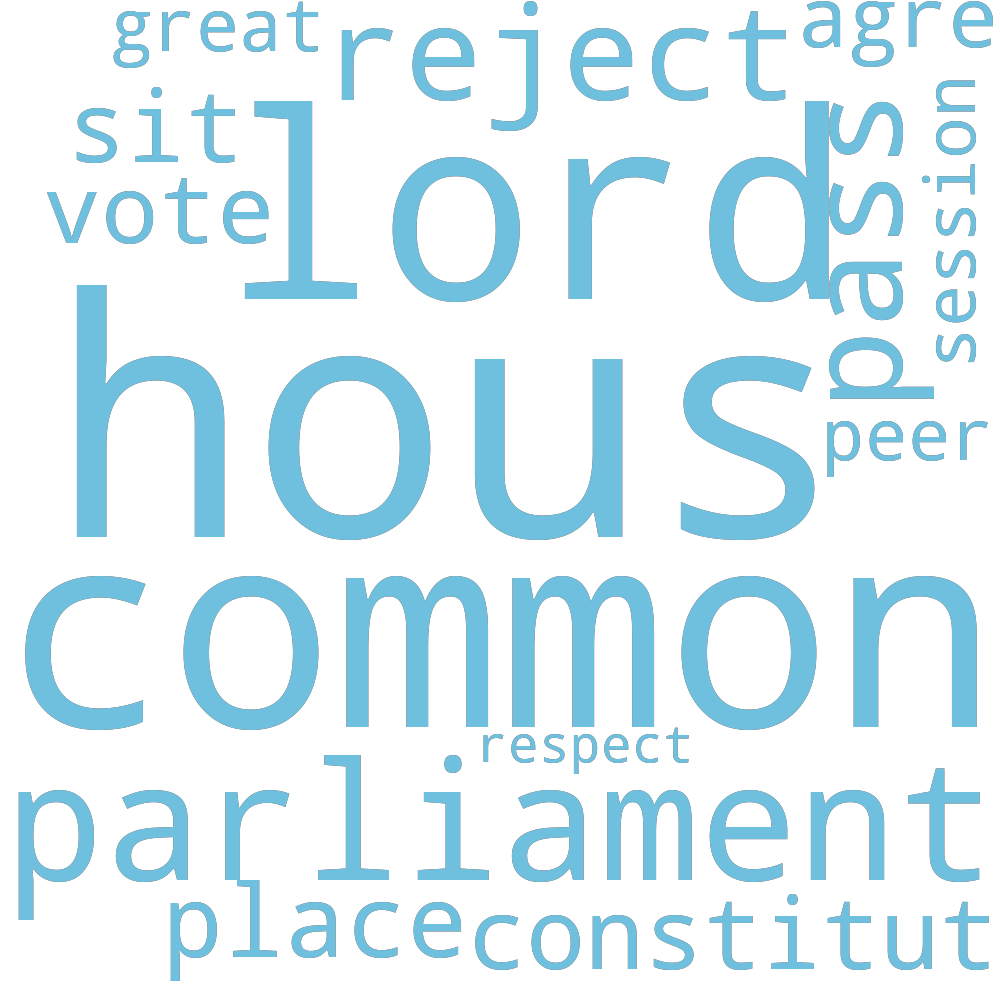 great
reject
agre
sit
lord
pass
session
vote
hous
peer
common
respect
parliament
place
constitut